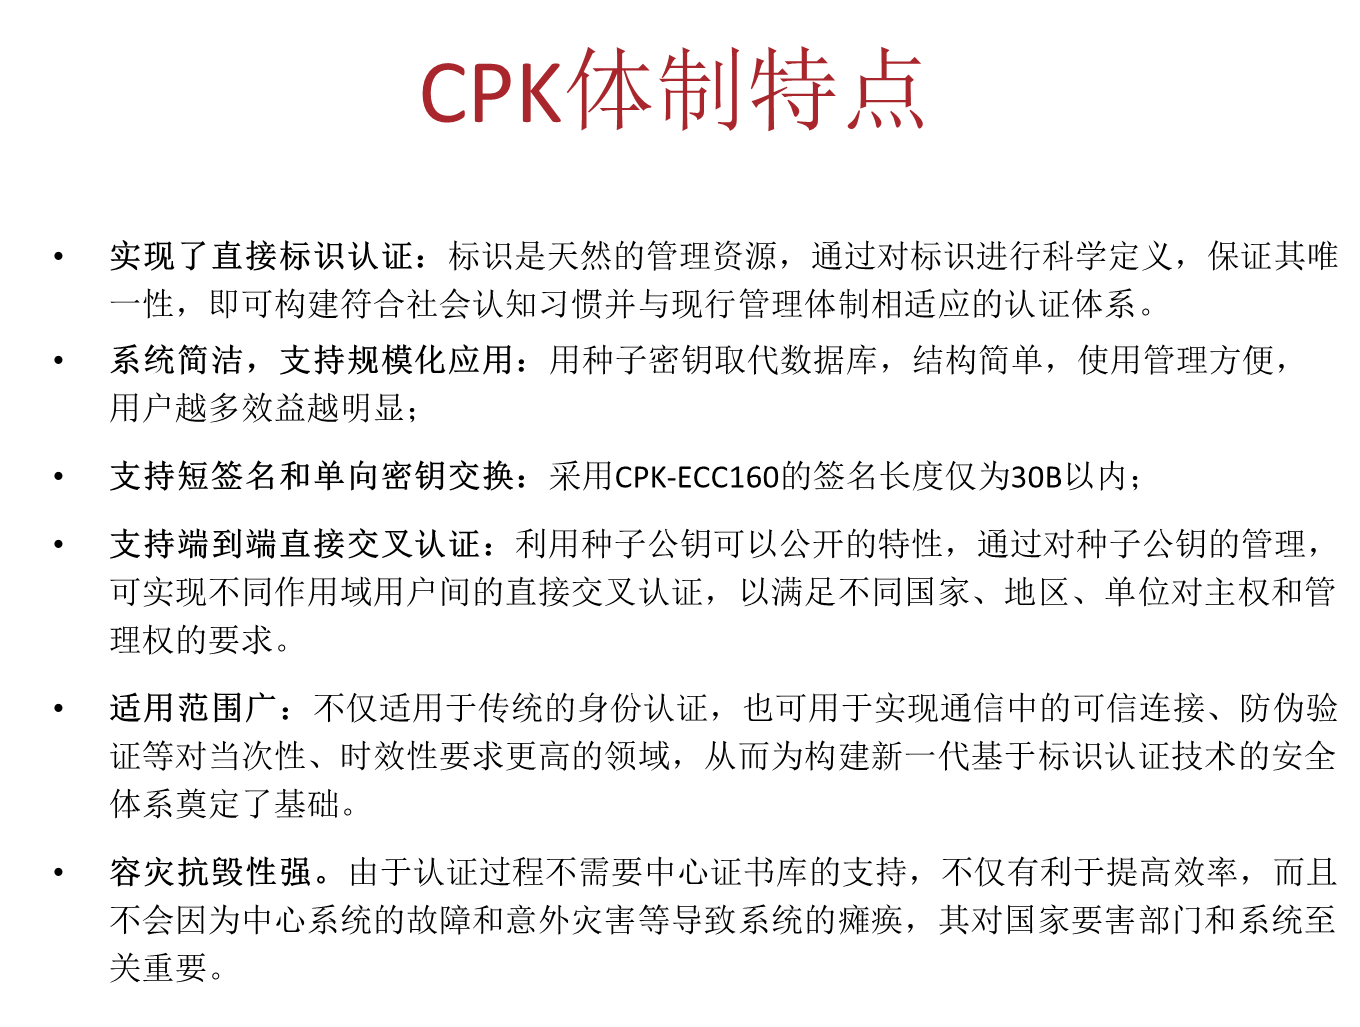 CPK体制特点
• 实现了直接标识认证：标识是天然的管理资源，通过对标识进行科学定义，保证其唯
一性，即可构建符合社会认知习惯并与现行管理体制相适应的认证体系。
• 系统简洁，支持规模化应用：用种子密钥取代数据库，结构简单，使用管理方便，
用户越多效益越明显；
• 支持短签名和单向密钥交换：采用CPK-ECC160的签名长度仅为30B以内；
• 支持端到端直接交叉认证：利用种子公钥可以公开的特性，通过对种子公钥的管理，
可实现不同作用域用户间的直接交叉认证，以满足不同国家、地区、单位对主权和管
理权的要求。
• 适用范围广：不仅适用于传统的身份认证，也可用于实现通信中的可信连接、防伪验
证等对当次性、时效性要求更高的领域，从而为构建新一代基于标识认证技术的安全
体系奠定了基础。
• 容灾抗毁性强。由于认证过程不需要中心证书库的支持，不仅有利于提高效率，而且
不会因为中心系统的故障和意外灾害等导致系统的瘫痪，其对国家要害部门和系统至
关重要。